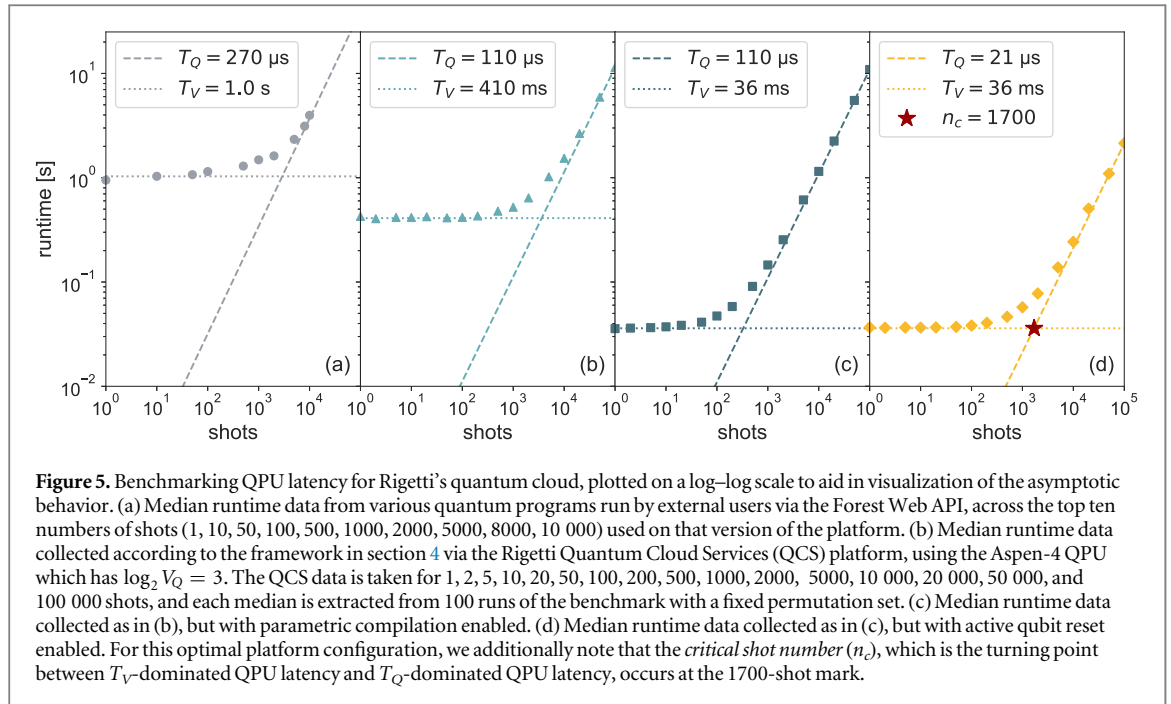 T_Q = 270 μs
T_V = 1.0 s
T_Q = 110 μs
T_V = 410 ms
T_Q = 110 μs
T_V = 36 ms
T_Q = 21 μs
T_V = 36 ms
n_c = 1700
runtime [s]
10^1
10^0
10^-1
10^-2
(a)
(b)
(c)
(d)
10^0 10^1 10^2 10^3 10^4 10^0 10^1 10^2 10^3 10^4 10^0 10^1 10^2 10^3 10^4 10^0 10^1 10^2 10^3 10^4 10^5
shots shots shots shots
Figure 5. Benchmarking QPU latency for Rigetti's quantum cloud, plotted on a log–log scale to aid in visualization of the asymptotic
behavior. (a) Median runtime data from various quantum programs run by external users via the Forest Web API, across the top ten
numbers of shots (1, 10, 50, 100, 500, 1000, 2000, 5000, 8000, 10 000) used on that version of the platform. (b) Median runtime data
collected according to the framework in section 4 via the Rigetti Quantum Cloud Services (QCS) platform, using the Aspen-4 QPU
which has log₂ V_Q = 3. The QCS data is taken for 1, 2, 5, 10, 20, 50, 100, 200, 500, 1000, 2000, 5000, 10 000, 20 000, 50 000, and
100 000 shots, and each median is extracted from 100 runs of the benchmark with a fixed permutation set. (c) Median runtime data
collected as in (b), but with parametric compilation enabled. (d) Median runtime data collected as in (c), but with active qubit reset
enabled. For this optimal platform configuration, we additionally note that the critical shot number (n_c), which is the turning point
between T_V-dominated QPU latency and T_Q-dominated QPU latency, occurs at the 1700-shot mark.